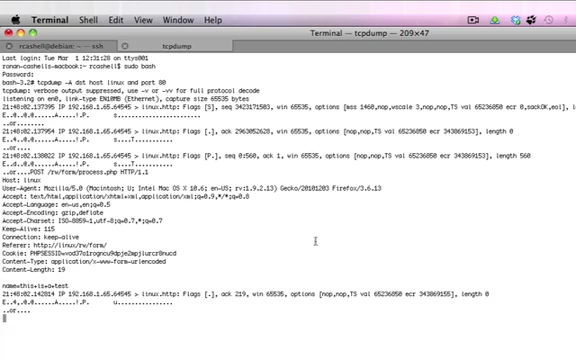 Terminal Shell Edit View Window Help
Terminal — tcpdump — 209×47
rcashell@debian: ~ — ssh
tcpdump
Last login: Tue Mar 1 12:31:28 on ttys001
ronan-cashells-macbook:~ rcashell$ sudo bash
Password:
bash-3.2# tcpdump -A dst host linux and port 80
tcpdump: verbose output suppressed, use -v or -vv for full protocol decode
listening on en0, link-type EN10MB (Ethernet), capture size 65535 bytes
21:48:02.137395 IP 192.168.1.65.64545 > linux.http: Flags [S], seq 3423171503, win 65535, options [mss 1460,nop,wscale 3,nop,nop,TS val 65236850 ecr 0,sackOK,eol], l
21:48:02.137954 IP 192.168.1.65.64545 > linux.http: Flags [.], ack 2963052628, win 65535, options [nop,nop,TS val 65236850 ecr 343869153], length 0
21:48:02.138022 IP 192.168.1.65.64545 > linux.http: Flags [P.], seq 0:560, ack 1, win 65535, options [nop,nop,TS val 65236850 ecr 343869153], length 560
..or....POST /rw/form/process.php HTTP/1.1
Host: linux
User-Agent: Mozilla/5.0 (Macintosh; U; Intel Mac OS X 10.6; en-US; rv:1.9.2.13) Gecko/20101203 Firefox/3.6.13
Accept: text/html,application/xhtml+xml,application/xml;q=0.9,*/*;q=0.8
Accept-Language: en-us,en;q=0.5
Accept-Encoding: gzip,deflate
Accept-Charset: ISO-8859-1,utf-8;q=0.7,*;q=0.7
Keep-Alive: 115
Connection: keep-alive
Referer: http://linux/rw/form/
Content-Type: application/x-www-form-urlencoded
Content-Length: 19
name=this+is+a+test
21:48:02.142814 IP 192.168.1.65.64545 > linux.http: Flags [.], ack 219, win 65535, options [nop,nop,TS val 65236850 ecr 343869155], length 0
..or....